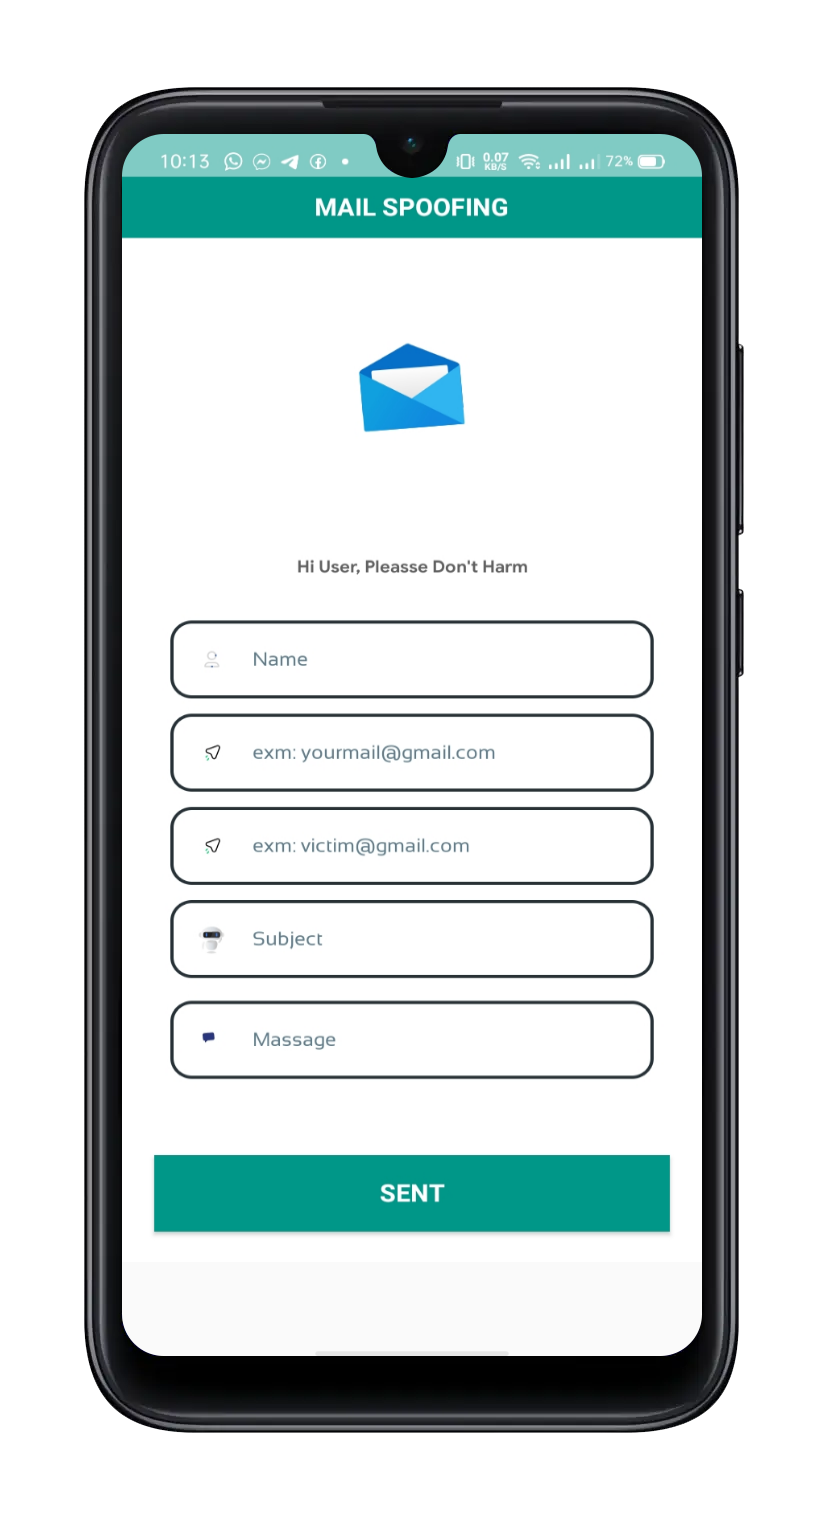 10:13 0.07 KB/S 72%
MAIL SPOOFING
Hi User, Pleasse Don't Harm
Name
exm: yourmail@gmail.com
exm: victim@gmail.com
Subject
Massage
SENT